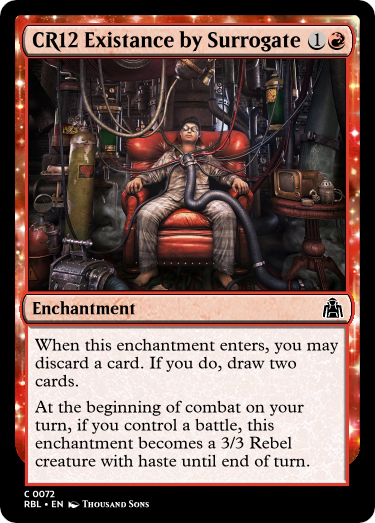 CR12 Existance by Surrogate 1
Enchantment
When this enchantment enters, you may
discard a card. If you do, draw two
cards.
At the beginning of combat on your
turn, if you control a battle, this
enchantment becomes a 3/3 Rebel
creature with haste until end of turn.
C 0072
RBL • EN Thousand Sons